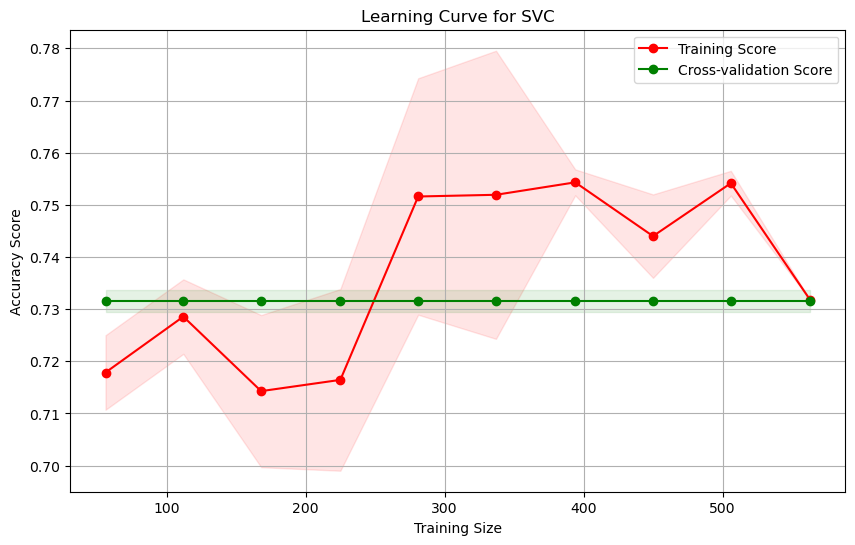 Learning Curve for SVC
Training Score
Cross-validation Score
0.78
0.77
0.76
0.75
0.74
0.73
0.72
0.71
0.70
Accuracy Score
100
200
300
400
500
Training Size